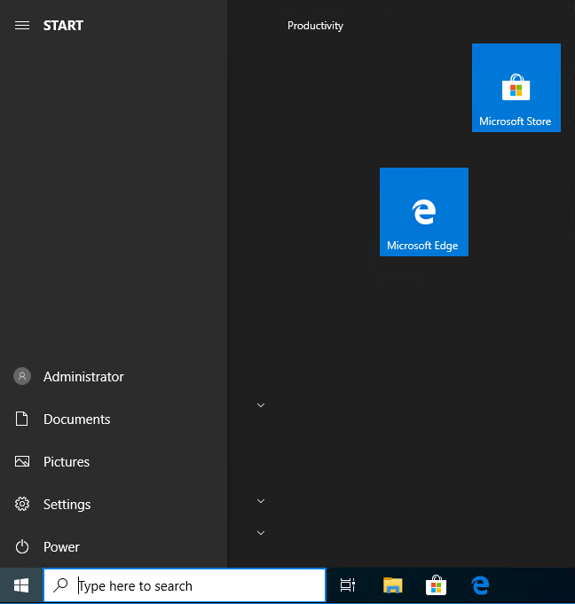 START
Productivity
Microsoft Store
Microsoft Edge
Administrator
Documents
Pictures
Settings
Power
Type here to search